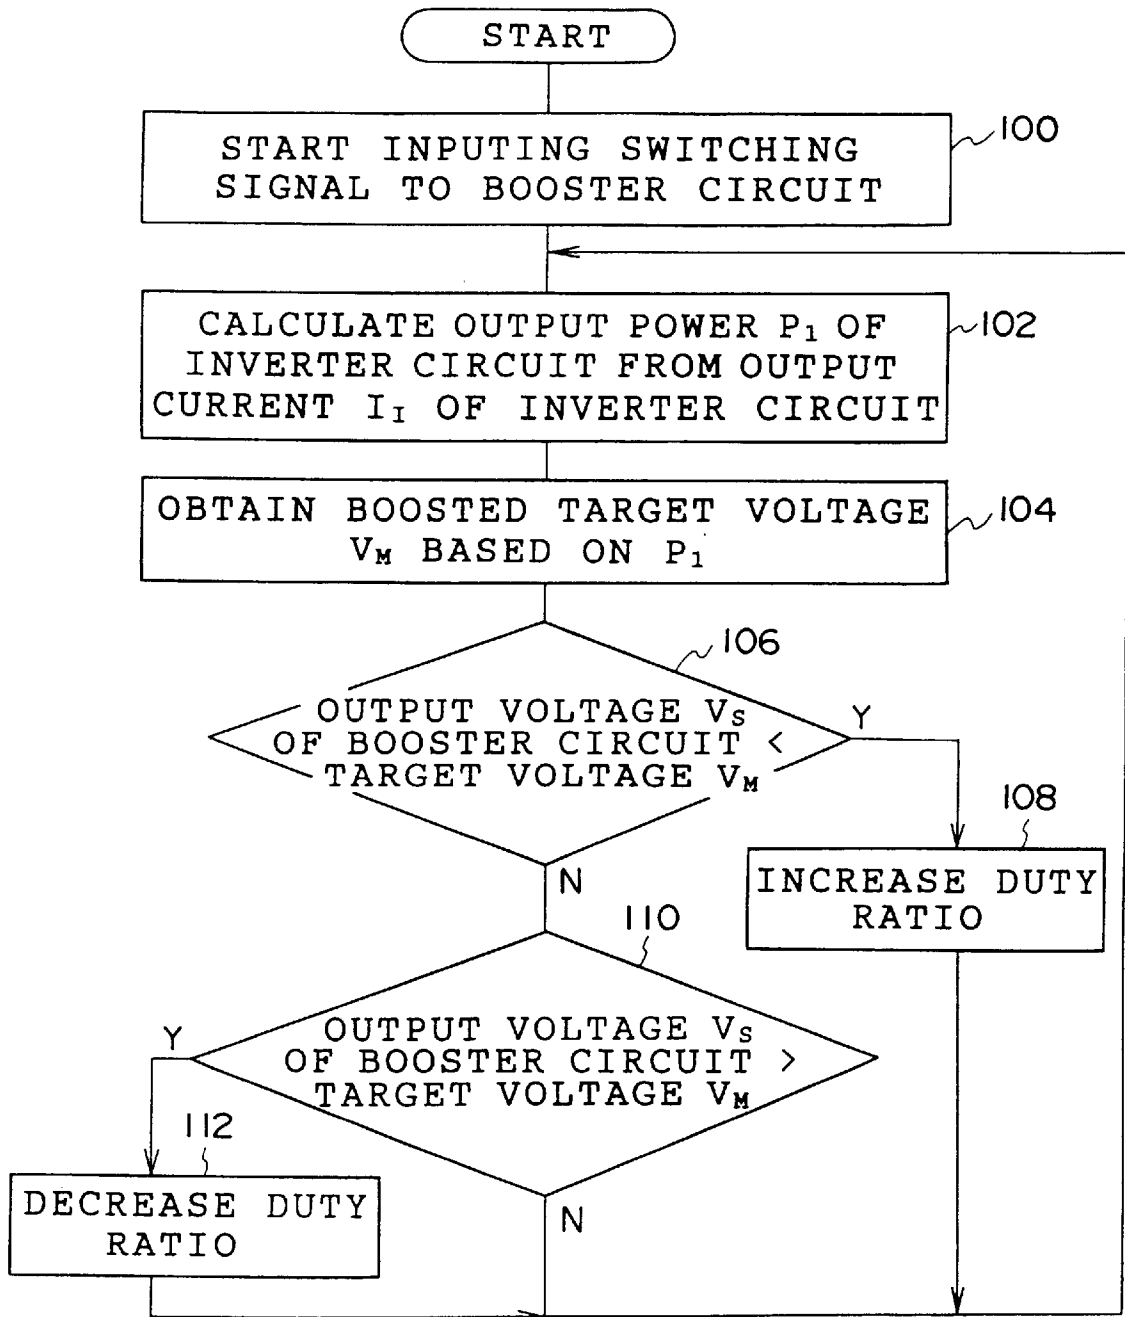 START
START INPUTING SWITCHING
SIGNAL TO BOOSTER CIRCUIT
100
CALCULATE OUTPUT POWER P1 OF
INVERTER CIRCUIT FROM OUTPUT
CURRENT II OF INVERTER CIRCUIT
102
OBTAIN BOOSTED TARGET VOLTAGE
VM BASED ON P1
104
106
OUTPUT VOLTAGE VS
OF BOOSTER CIRCUIT <
TARGET VOLTAGE VM
Y
N
108
INCREASE DUTY
RATIO
110
OUTPUT VOLTAGE VS
OF BOOSTER CIRCUIT >
TARGET VOLTAGE VM
Y
N
112
DECREASE DUTY
RATIO